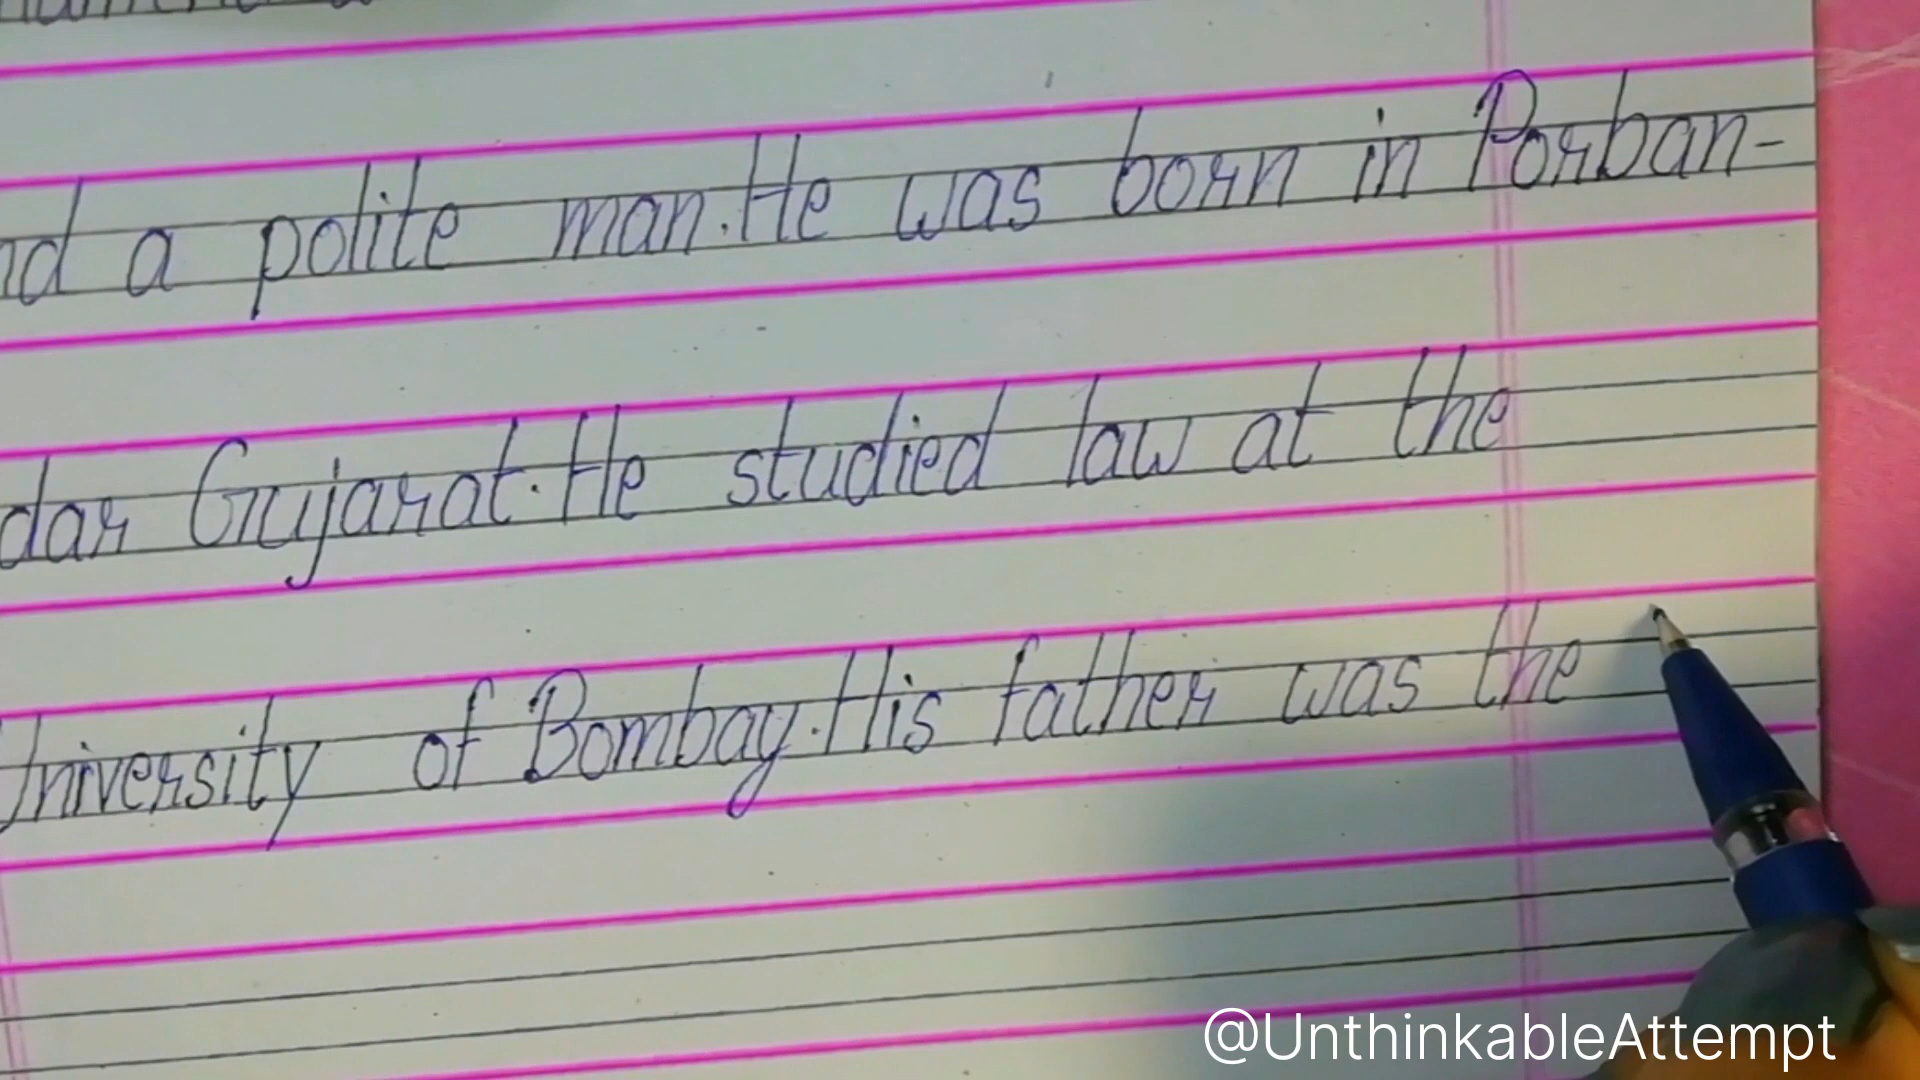 nd a polite man. He was born in Porban-
dar Gujarat. He studied law at the
University of Bombay. His father was the
@UnthinkableAttempt